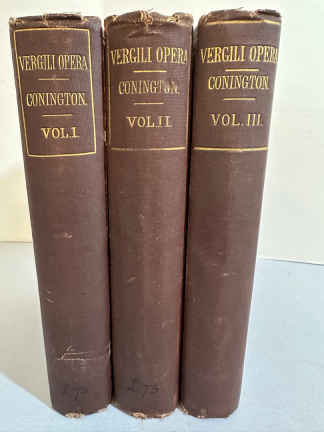 VERGILI OPERA
CONINGTON.
VOL.I.
VERGILI OPERA
CONINGTON.
VOL.II.
VERGILI OPERA
CONINGTON.
VOL. III.